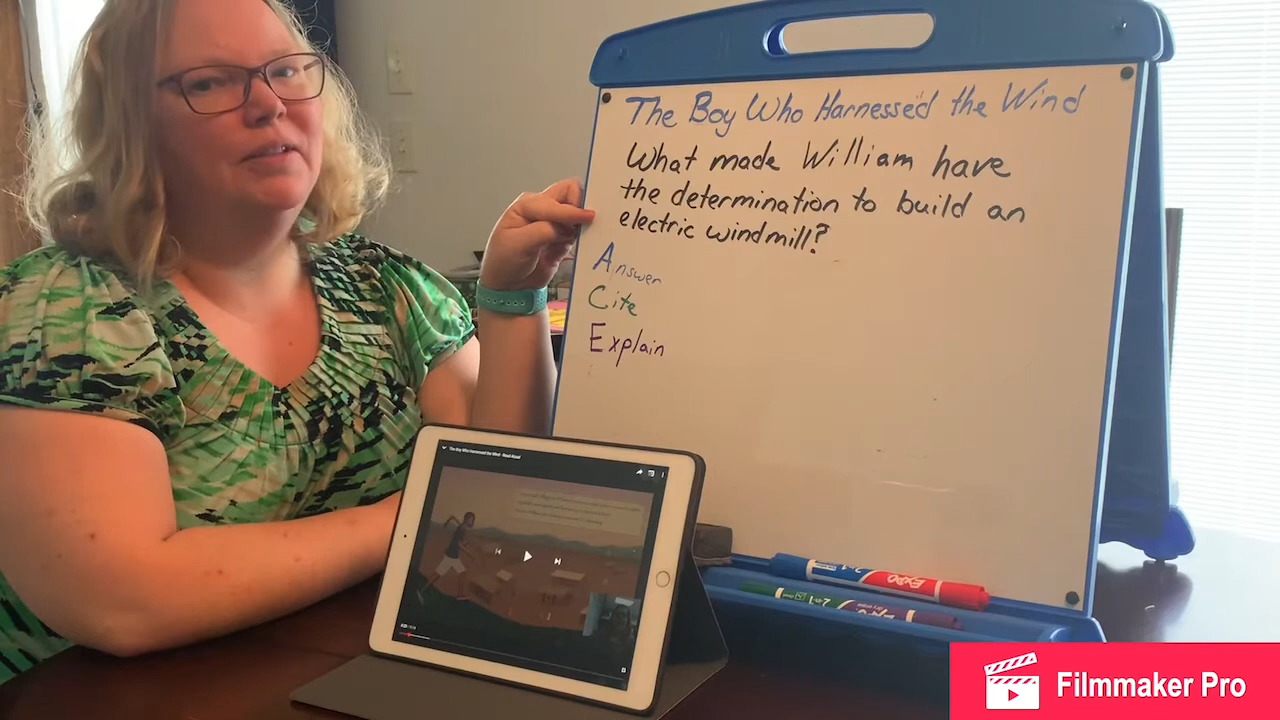 The Boy Who Harnessed the Wind
What made William have
the determination to build an
electric windmill?
Answer
Cite
Explain
The Boy Who Harnessed the Wind - Read Aloud
EXPO
Filmmaker Pro